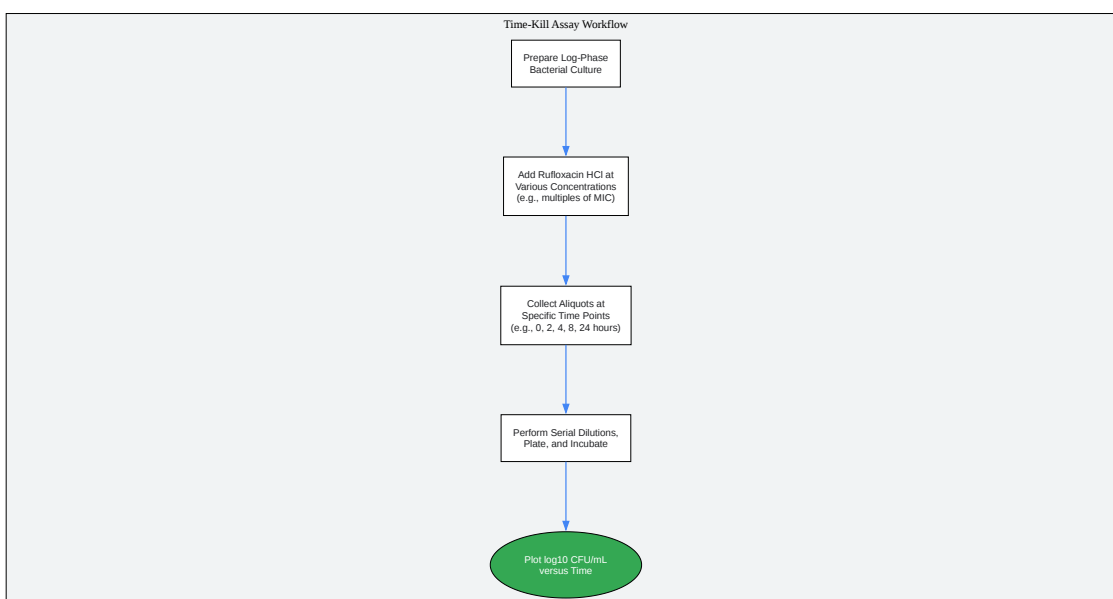 Time-Kill Assay Workflow
Prepare Log-Phase
Bacterial Culture
Add Rufloxacin HCl at
Various Concentrations
(e.g., multiples of MIC)
Collect Aliquots at
Specific Time Points
(e.g., 0, 2, 4, 8, 24 hours)
Perform Serial Dilutions,
Plate, and Incubate
Plot log10 CFU/mL
versus Time